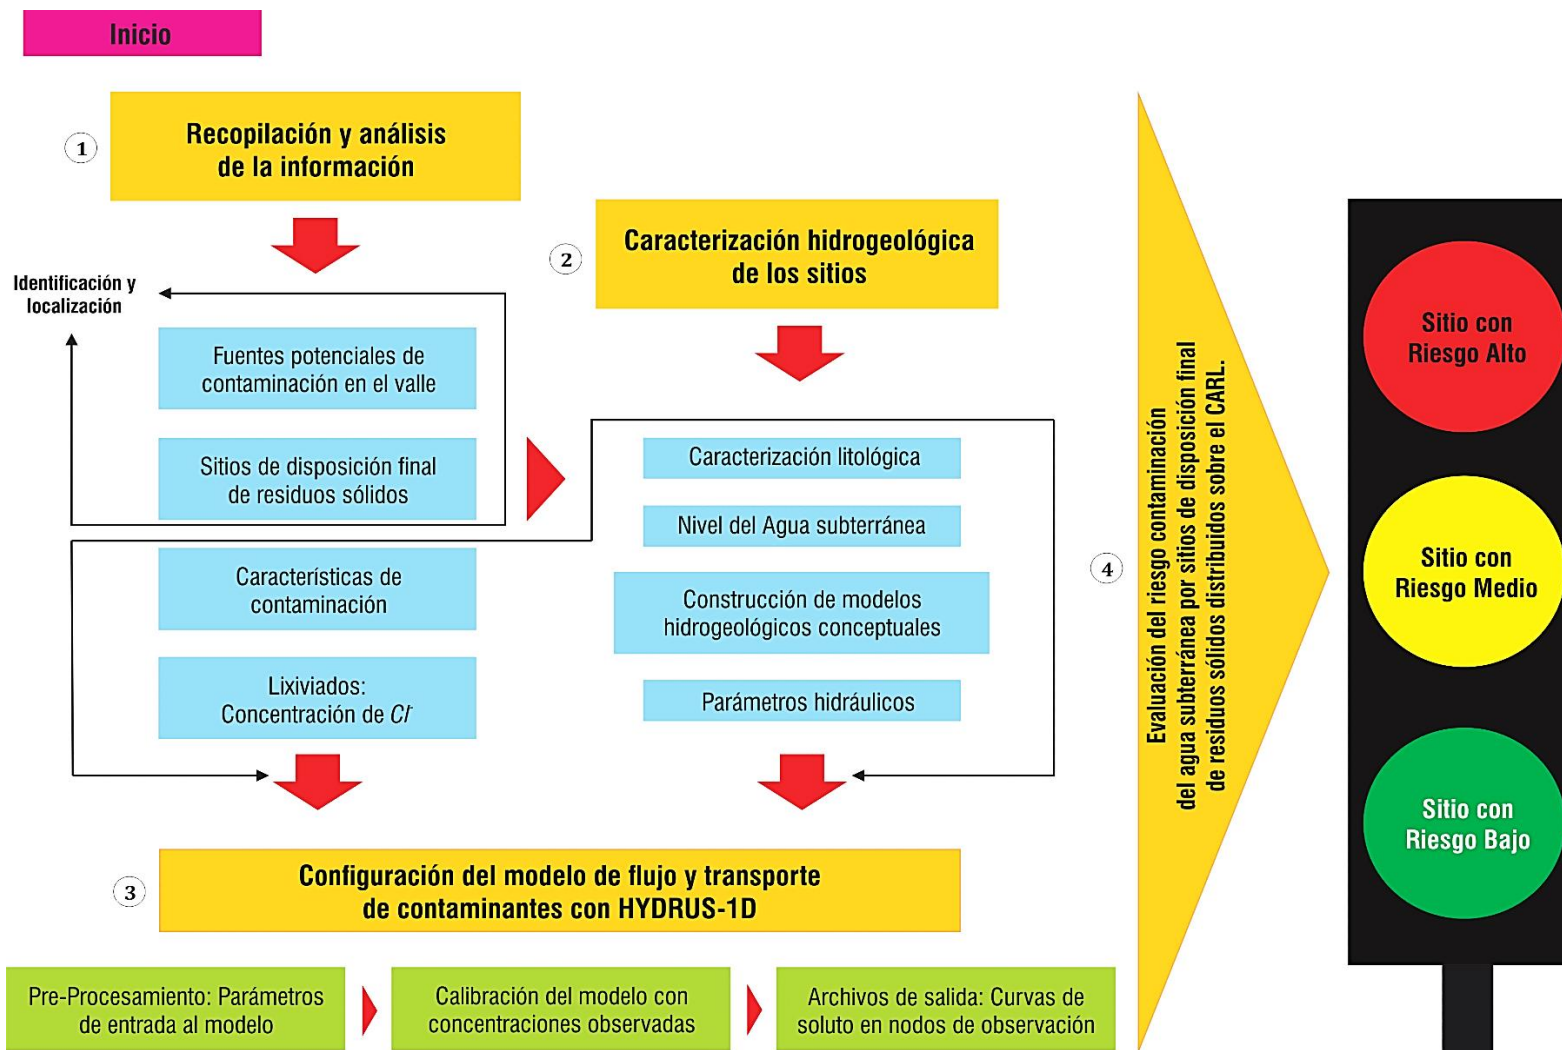 Inicio
1
Recopilación y análisis
de la información
Identificación y
localización
Fuentes potenciales de
contaminación en el valle
Sitios de disposición final
de residuos sólidos
Características de
contaminación
Lixiviados:
Concentración de Cl-
2
Caracterización hidrogeológica
de los sitios
Caracterización litológica
Nivel del Agua subterránea
Construcción de modelos
hidrogeológicos conceptuales
Parámetros hidráulicos
3
Configuración del modelo de flujo y transporte
de contaminantes con HYDRUS-1D
Pre-Procesamiento: Parámetros
de entrada al modelo
Calibración del modelo con
concentraciones observadas
Archivos de salida: Curvas de
soluto en nodos de observación
4
Evaluación del riesgo contaminación
del agua subterránea por sitios de disposición final
de residuos sólidos distribuidos sobre el CARL.
Sitio con
Riesgo Alto
Sitio con
Riesgo Medio
Sitio con
Riesgo Bajo